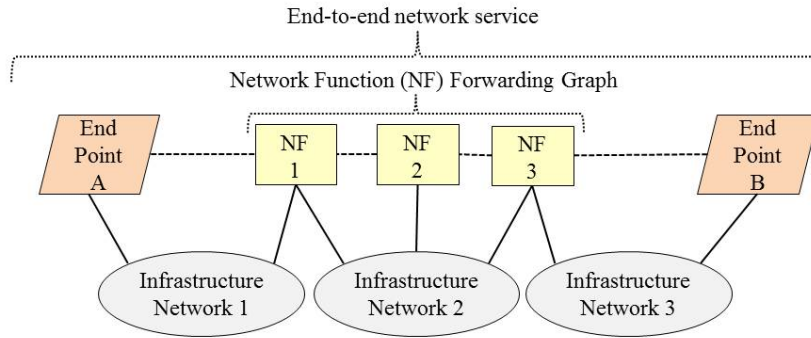 End-to-end network service
Network Function (NF) Forwarding Graph
End
Point
A
NF
1
NF
2
NF
3
End
Point
B
Infrastructure
Network 1
Infrastructure
Network 2
Infrastructure
Network 3